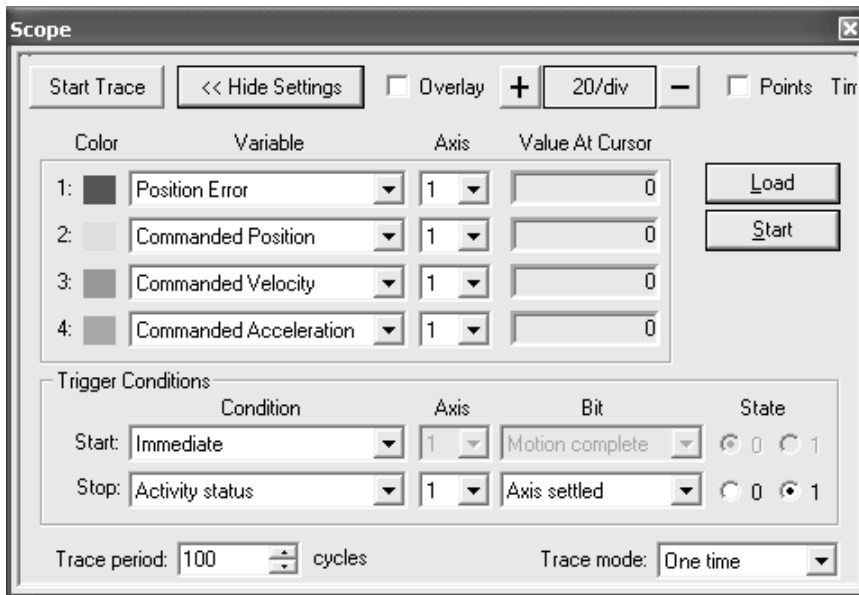 Scope
Start Trace << Hide Settings Overlay + 20/div − Points
Color Variable Axis Value At Cursor
1: Position Error 1 0 Load
2: Commanded Position 1 0 Start
3: Commanded Velocity 1 0
4: Commanded Acceleration 1 0
Trigger Conditions
Condition Axis Bit State
Start: Immediate 1 Motion complete 0 1
Stop: Activity status 1 Axis settled 0 1
Trace period: 100 cycles Trace mode: One time